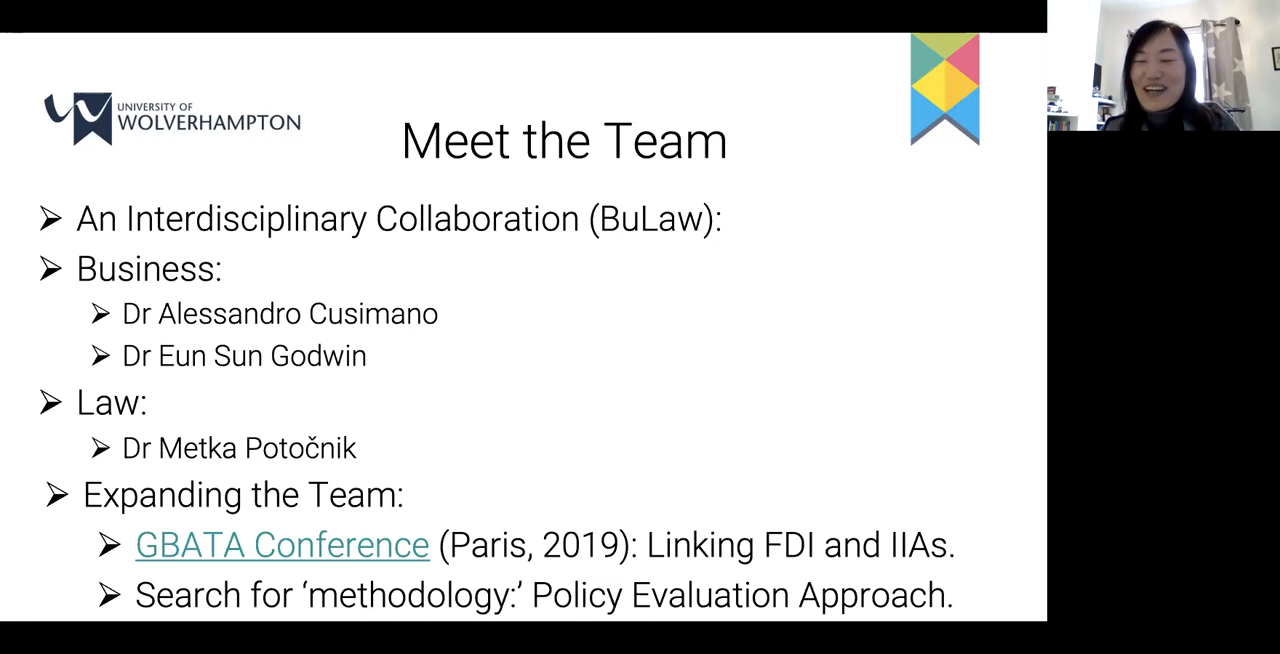 UNIVERSITY OF
WOLVERHAMPTON
Meet the Team
An Interdisciplinary Collaboration (BuLaw):
Business:
Dr Alessandro Cusimano
Dr Eun Sun Godwin
Law:
Dr Metka Potočnik
Expanding the Team:
GBATA Conference (Paris, 2019): Linking FDI and IIAs.
Search for ‘methodology:’ Policy Evaluation Approach.